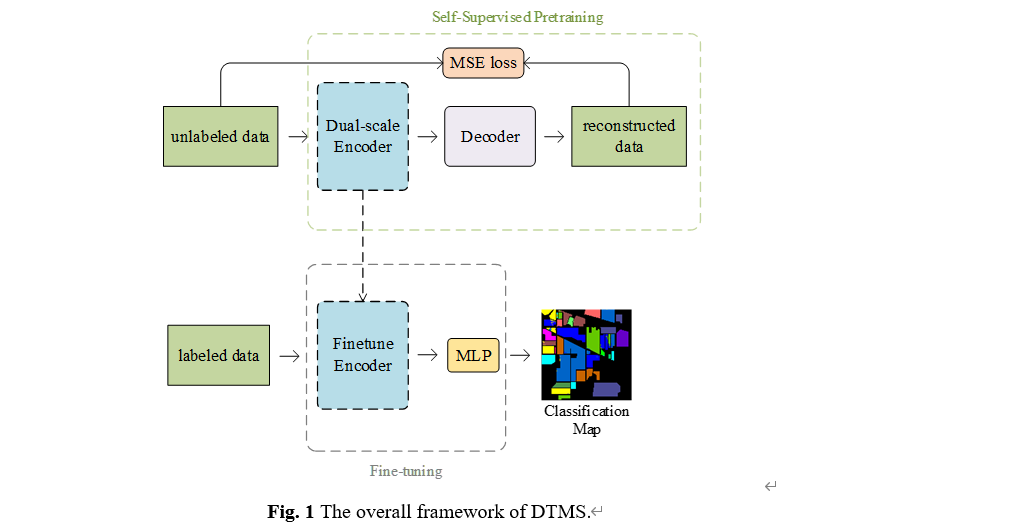 Self-Supervised Pretraining
MSE loss
unlabeled data
Dual-scale
Encoder
Decoder
reconstructed
data
labeled data
Finetune
Encoder
MLP
Classification
Map
Fine-tuning
Fig. 1 The overall framework of DTMS.